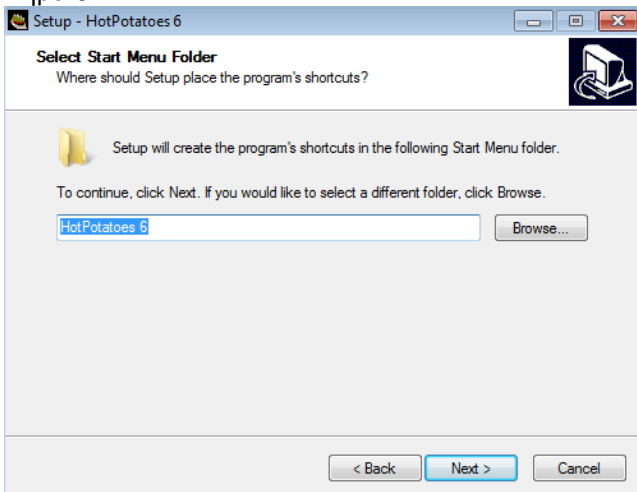 Setup - HotPotatoes 6
Select Start Menu Folder
Where should Setup place the program's shortcuts?
Setup will create the program's shortcuts in the following Start Menu folder.
To continue, click Next. If you would like to select a different folder, click Browse.
HotPotatoes 6
Browse...
< Back
Next >
Cancel